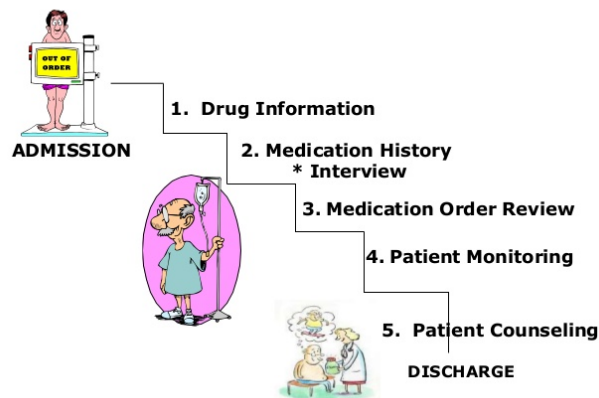 OUT OF
ORDER
ADMISSION
1. Drug Information
2. Medication History
* Interview
3. Medication Order Review
4. Patient Monitoring
5. Patient Counseling
DISCHARGE